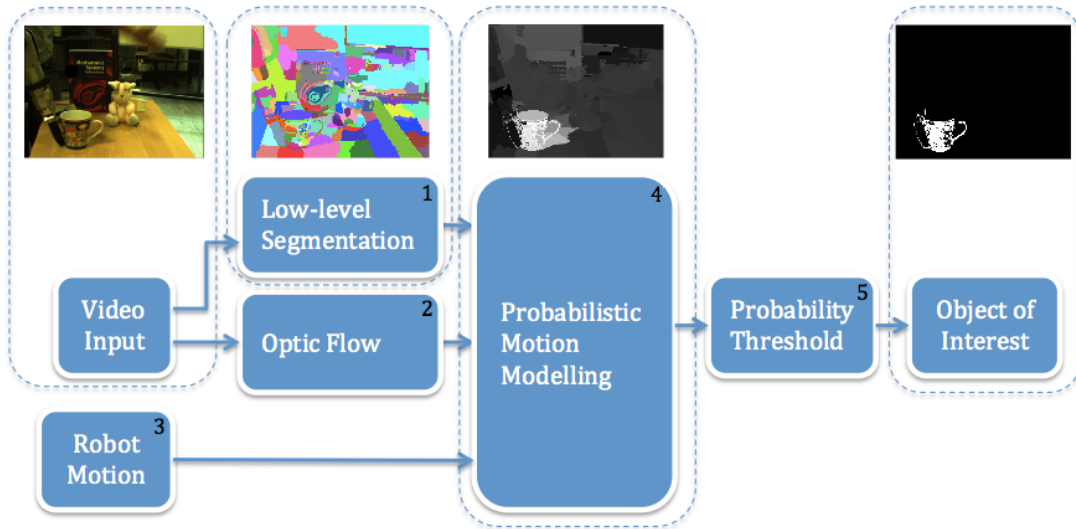 1
Low-level
Segmentation
Video
Input
2
Optic Flow
3
Robot
Motion
4
Probabilistic
Motion
Modelling
5
Probability
Threshold
Object of
Interest